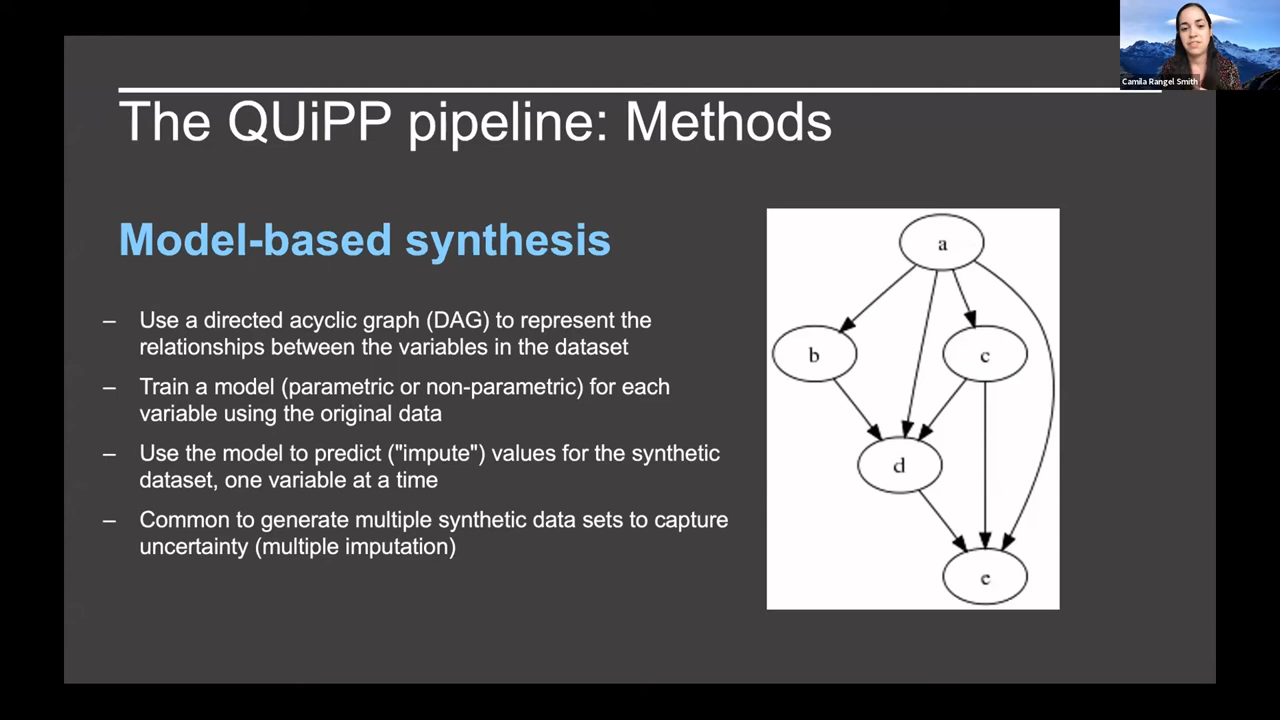 Camila Rangel Smith
The QUiPP pipeline: Methods
Model-based synthesis
– Use a directed acyclic graph (DAG) to represent the
relationships between the variables in the dataset
– Train a model (parametric or non-parametric) for each
variable using the original data
– Use the model to predict ("impute") values for the synthetic
dataset, one variable at a time
– Common to generate multiple synthetic data sets to capture
uncertainty (multiple imputation)
a
b
c
d
e